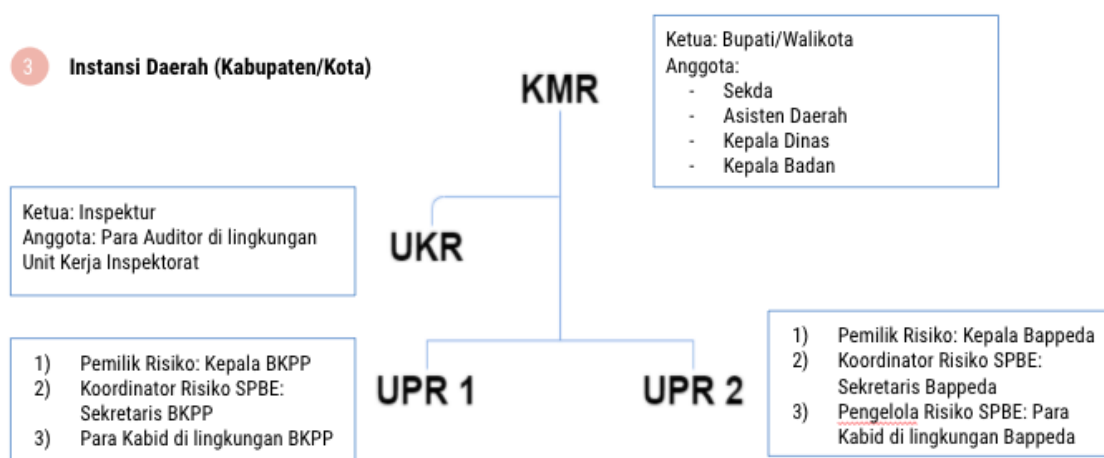 3 Instansi Daerah (Kabupaten/Kota)
KMR
Ketua: Bupati/Walikota
Anggota:
- Sekda
- Asisten Daerah
- Kepala Dinas
- Kepala Badan
Ketua: Inspektur
Anggota: Para Auditor di lingkungan
Unit Kerja Inspektorat
UKR
1) Pemilik Risiko: Kepala BKPP
2) Koordinator Risiko SPBE:
Sekretaris BKPP
3) Para Kabid di lingkungan BKPP
UPR 1
UPR 2
1) Pemilik Risiko: Kepala Bappeda
2) Koordinator Risiko SPBE:
Sekretaris Bappeda
3) Pengelola Risiko SPBE: Para
Kabid di lingkungan Bappeda